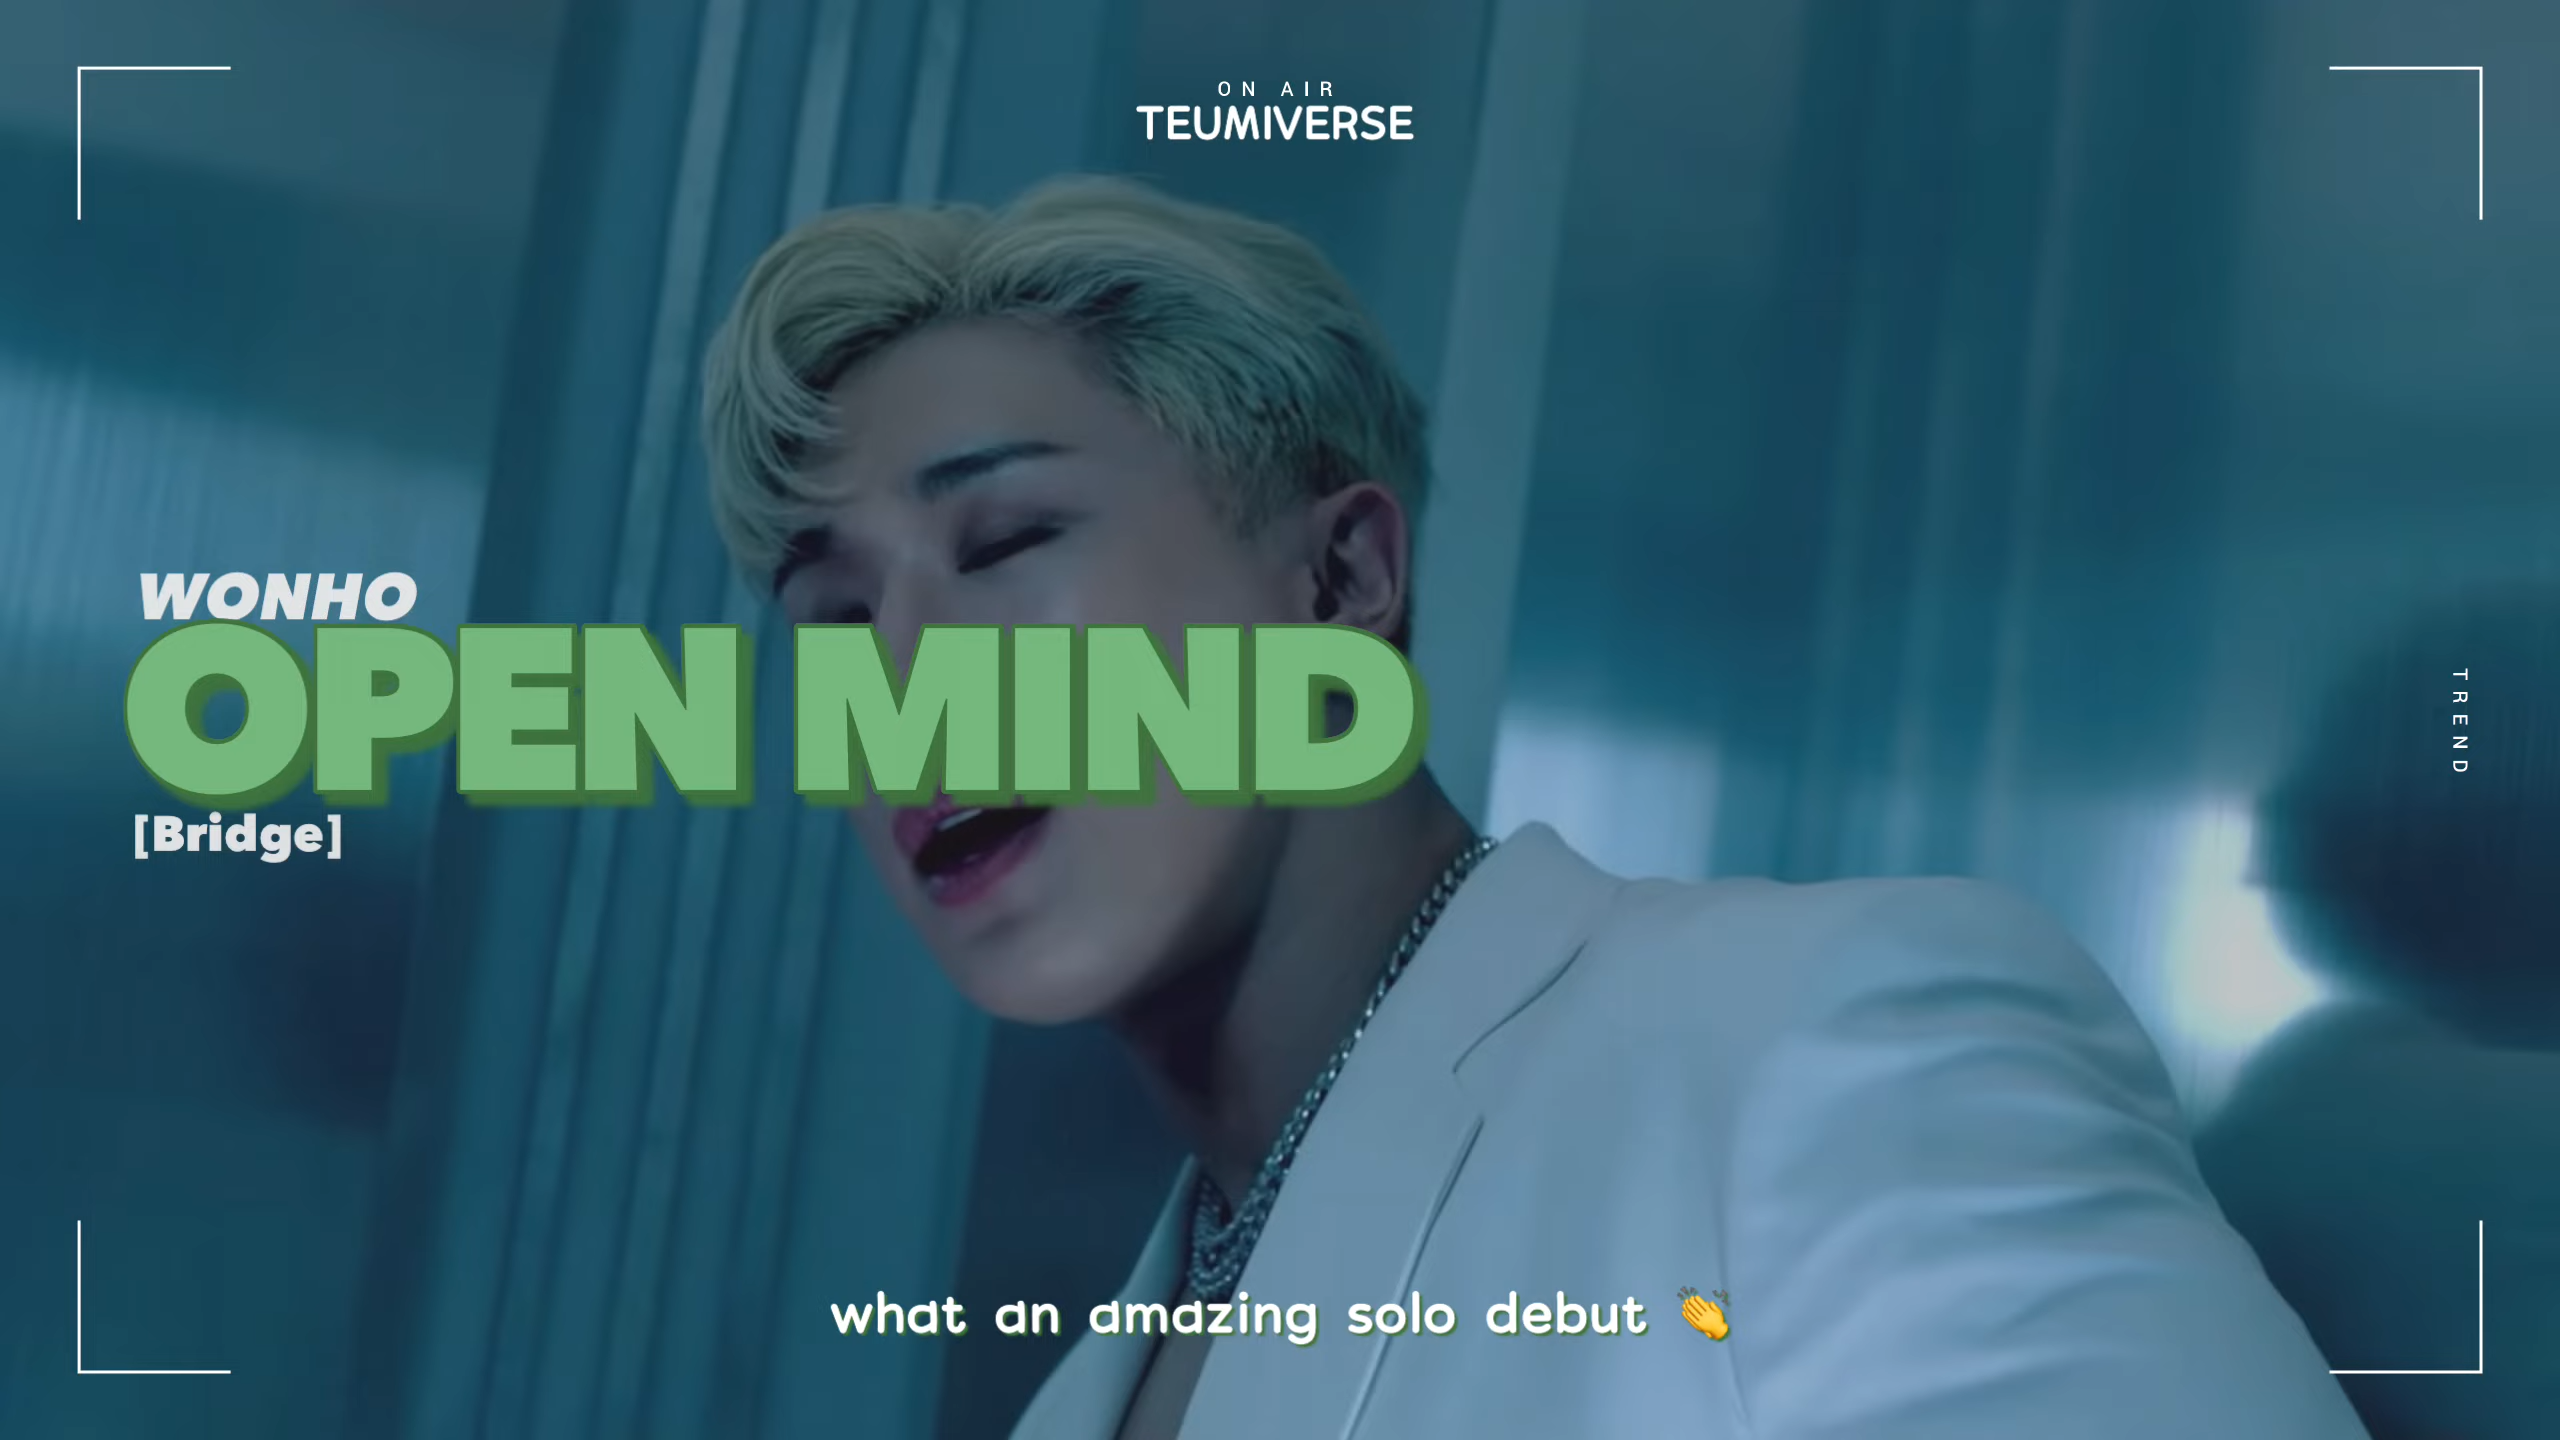 ON AIR
TEUMIVERSE
WONHO
OPEN MIND
[Bridge]
TREND
what an amazing solo debut 👏